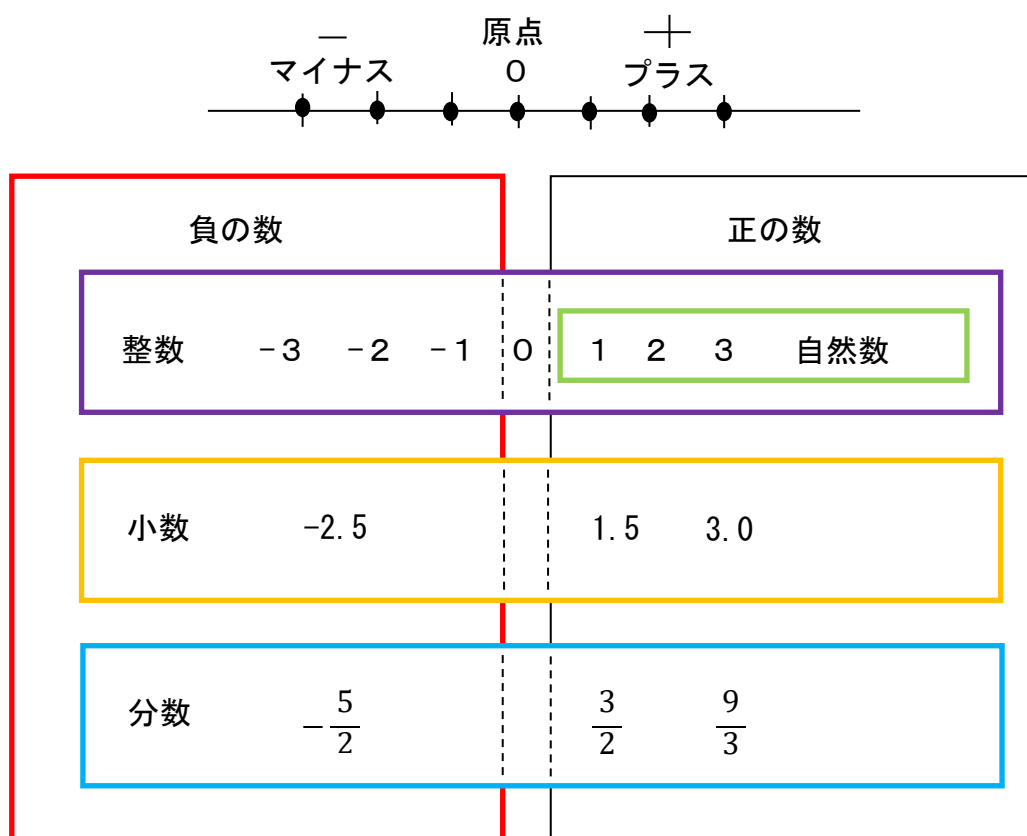 ― 原点 ＋
マイナス ０ プラス
負の数 正の数
整数 －３ －２ －１ ０ １ ２ ３ 自然数
小数 -2.5 1.5 3.0
分数 −5/2 3/2 9/3